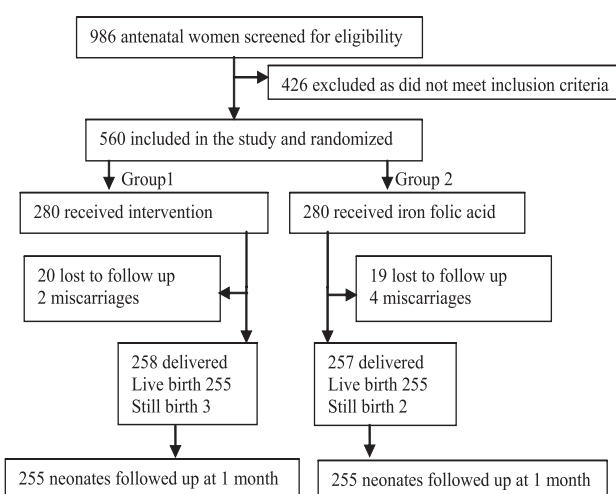 986 antenatal women screened for eligibility
426 excluded as did not meet inclusion criteria
560 included in the study and randomized
Group1
Group 2
280 received intervention
280 received iron folic acid
20 lost to follow up
2 miscarriages
19 lost to follow up
4 miscarriages
258 delivered
Live birth 255
Still birth 3
257 delivered
Live birth 255
Still birth 2
255 neonates followed up at 1 month
255 neonates followed up at 1 month